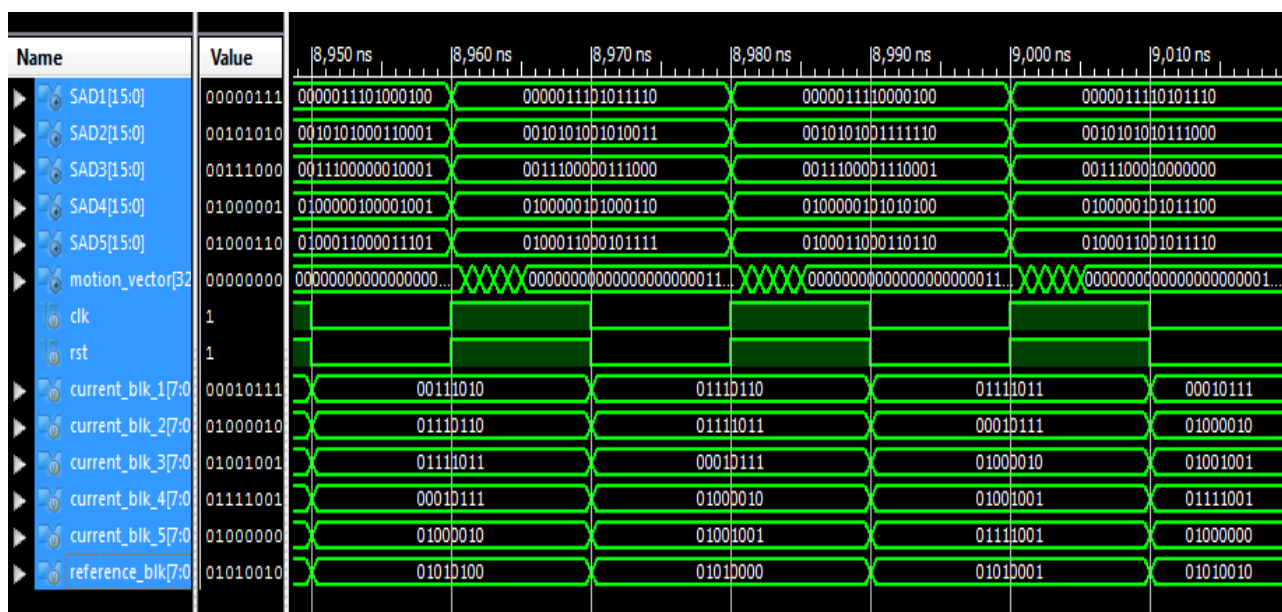 Name Value 8,950 ns 8,960 ns 8,970 ns 8,980 ns 8,990 ns 9,000 ns 9,010 ns
SAD1[15:0] 00000111 0000011101000100 0000011101011110 0000011110000100 0000011110101110
SAD2[15:0] 00101010 0010101000110001 0010101001010011 0010101001111110 0010101010111000
SAD3[15:0] 00111000 0011100000010001 0011100000111000 0011100001110001 0011100010000000
SAD4[15:0] 01000001 0100000100001001 0100000101000110 0100000101010100 0100000101011100
SAD5[15:0] 01000110 0100011000011101 0100011000101111 0100011000110110 0100011001011110
motion_vector[32 00000000 00000000000000000... 00000000000000000000011... 00000000000000000000011... 00000000000000000000001...
clk 1
rst 1
current_blk_1[7:0 00010111 00111010 01110110 01111011 00010111
current_blk_2[7:0 01000010 01110110 01111011 00010111 01000010
current_blk_3[7:0 01001001 01111011 00010111 01000010 01001001
current_blk_4[7:0 01111001 00010111 01000010 01001001 01111001
current_blk_5[7:0 01000000 01000010 01001001 01111001 01000000
reference_blk[7:0 01010010 01010100 01010000 01010001 01010010